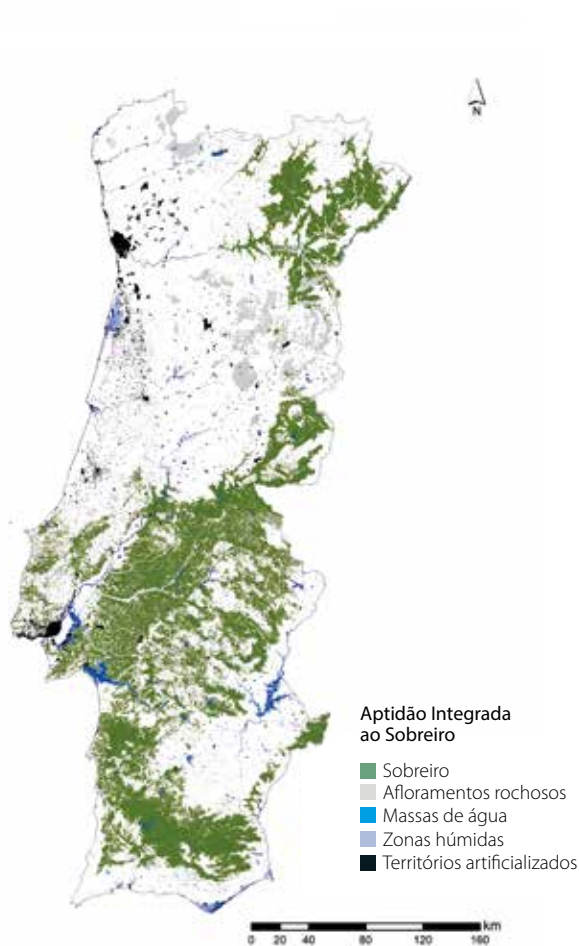 N
Aptidão Integrada
ao Sobreiro
Sobreiro
Afloramentos rochosos
Massas de água
Zonas húmidas
Territórios artificializados
km
0 20 40 80 120 160